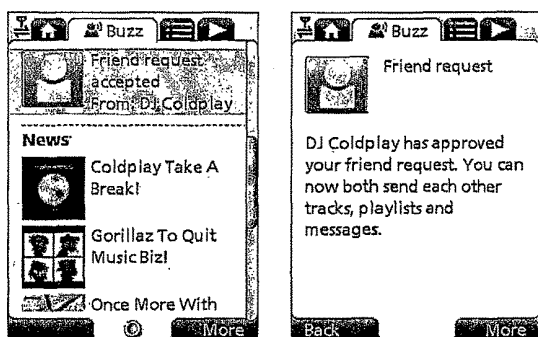 Buzz
Friend request
accepted
From: DJ Coldplay
News
Coldplay Take A
Break!
Gorillaz To Quit
Music Biz!
Once More With
More
Buzz
Friend request
DJ Coldplay has approved
your friend request. You can
now both send each other
tracks, playlists and
messages.
Back More